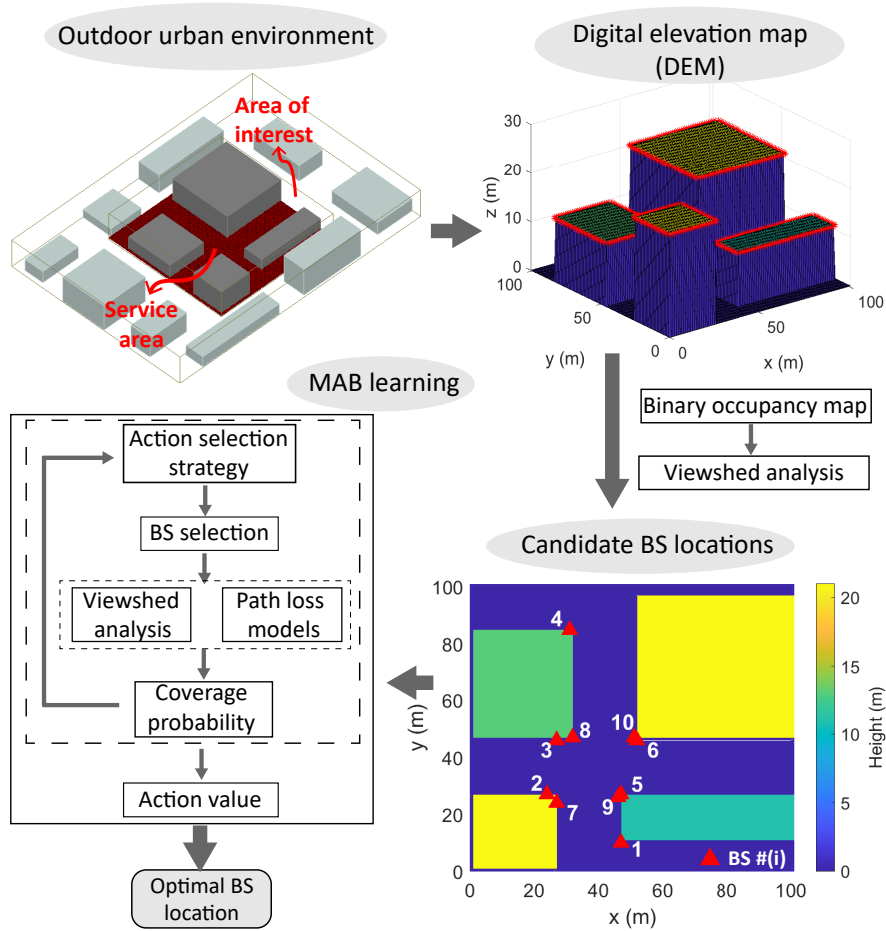 Outdoor urban environment
Area of
interest
Service
area
Digital elevation map
(DEM)
30
20
10
0
z (m)
100
50
0
y (m)
0
50
100
x (m)
Binary occupancy map
Viewshed analysis
MAB learning
Action selection
strategy
BS selection
Viewshed
analysis
Path loss
models
Coverage
probability
Action value
Optimal BS
location
Candidate BS locations
100
80
60
40
20
0
y (m)
0
20
40
60
80
100
x (m)
4
3
8
10
6
2
7
5
9
1
BS #(i)
20
15
10
5
0
Height (m)